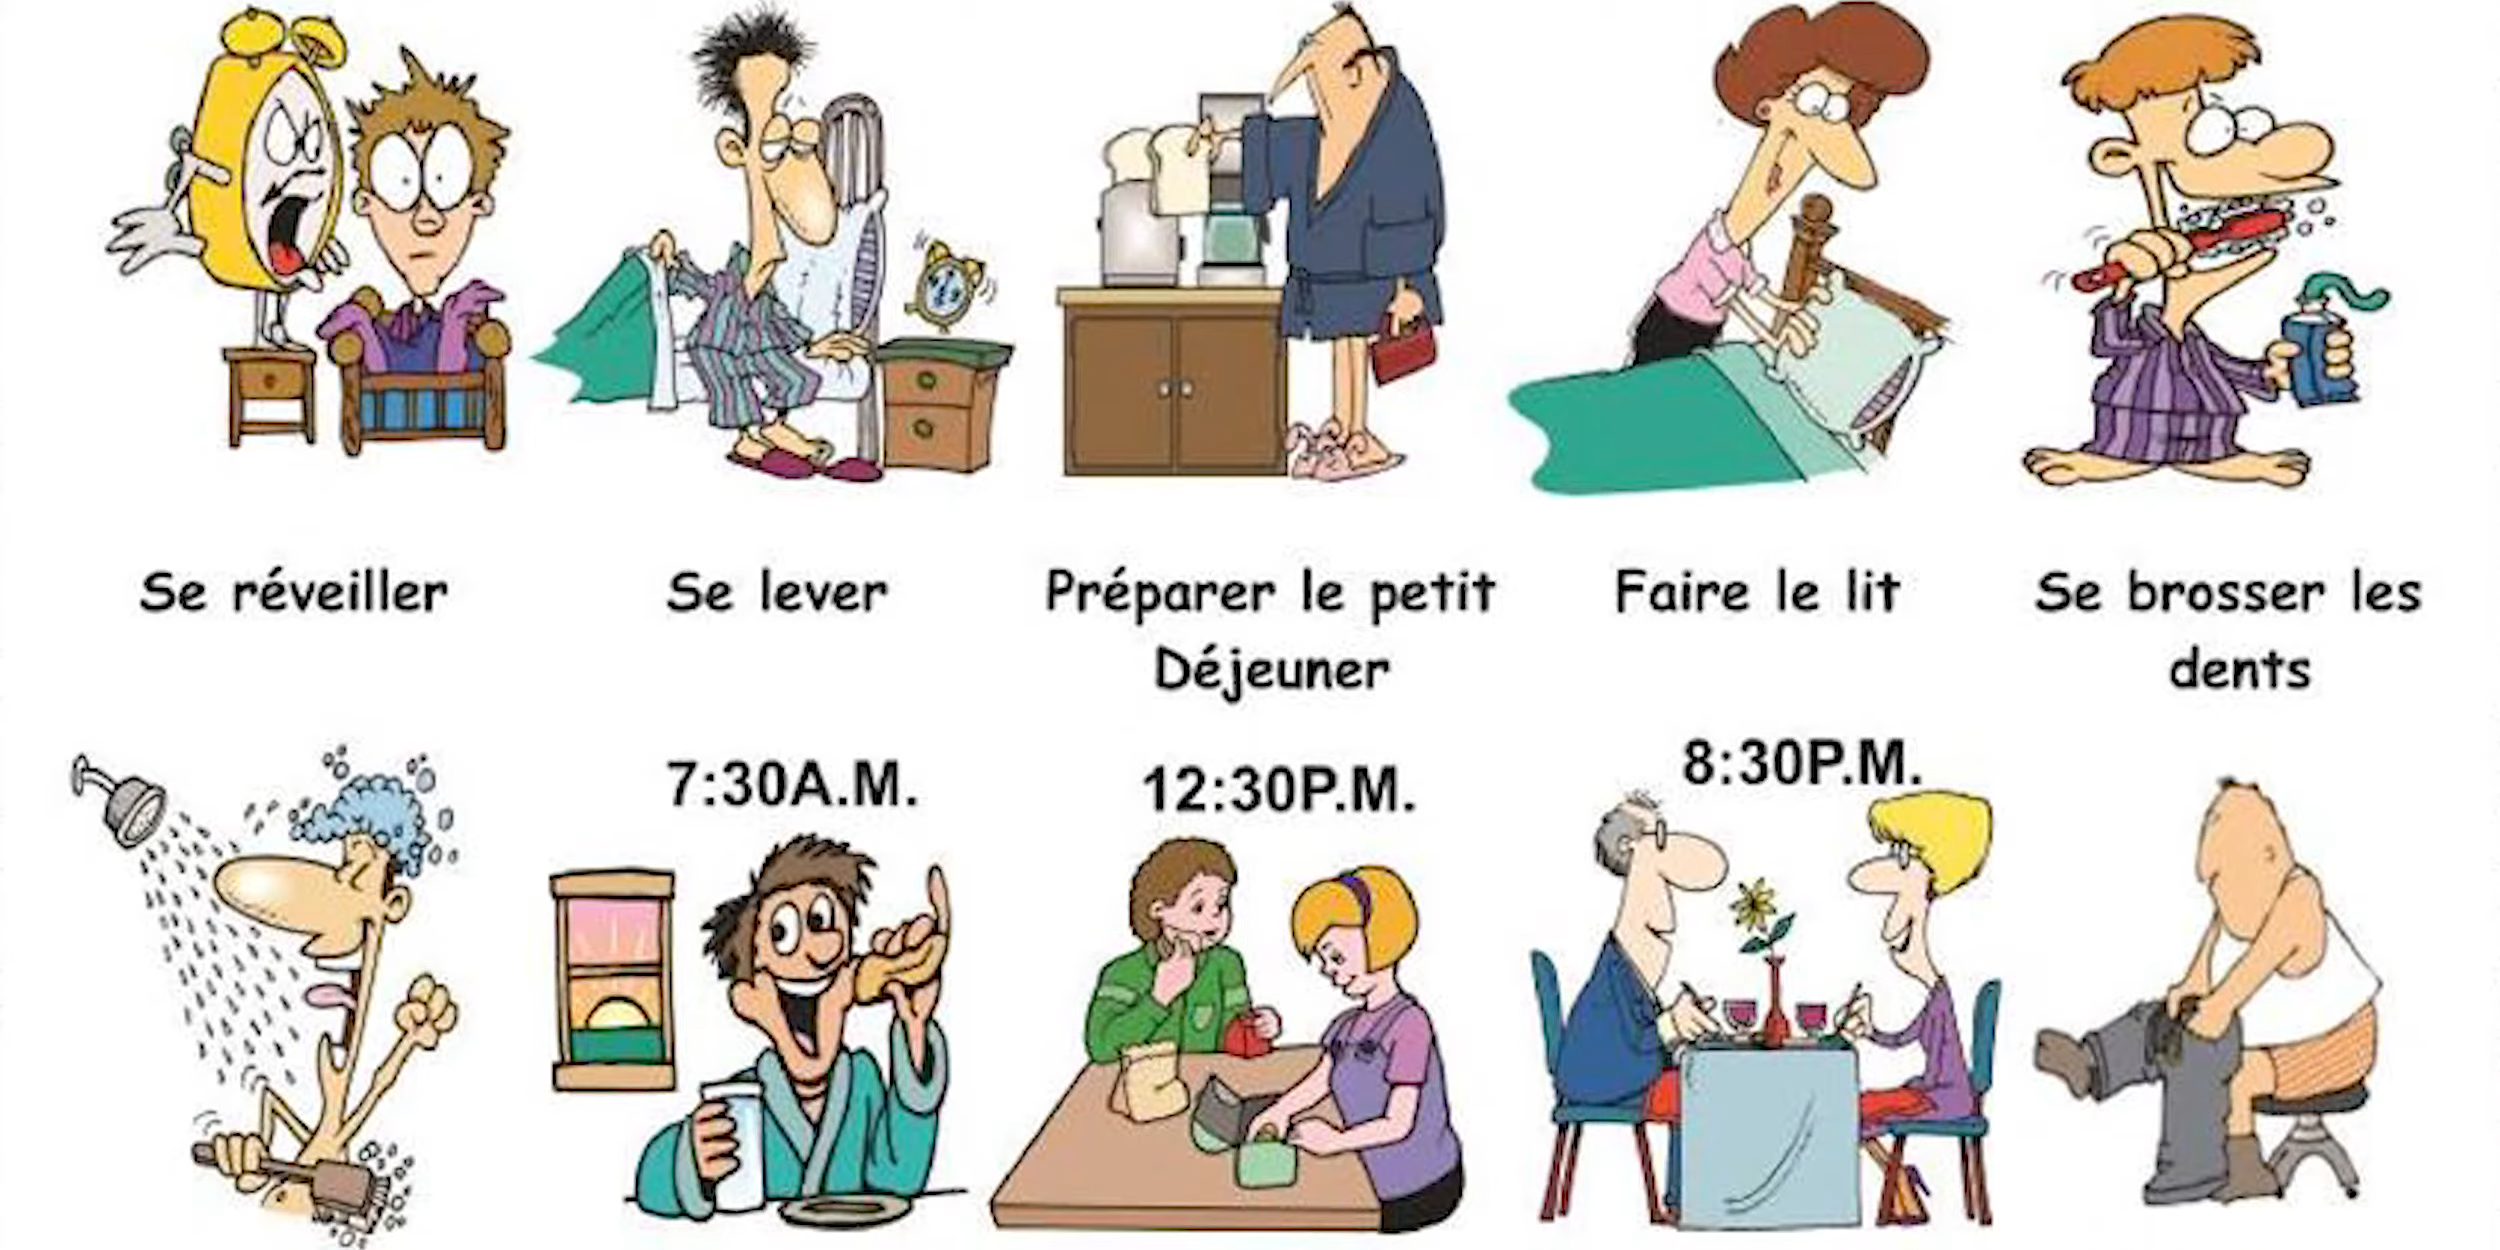 Se réveiller
Se lever
Préparer le petit
Déjeuner
Faire le lit
Se brosser les
dents
7:30A.M.
12:30P.M.
8:30P.M.